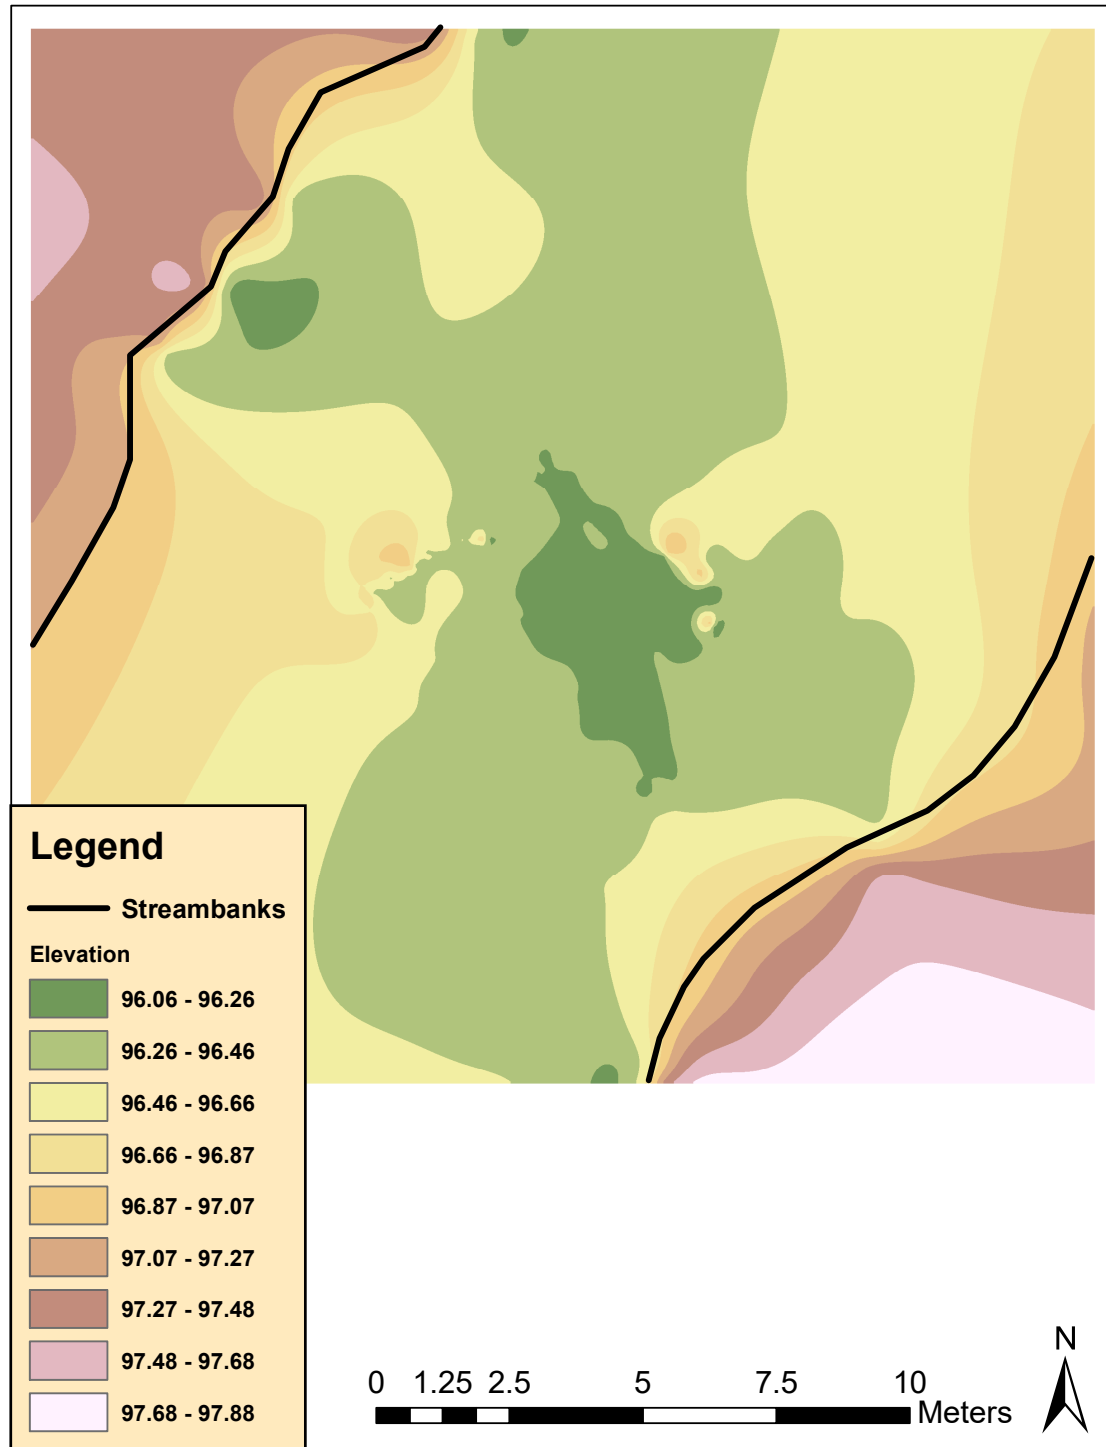 Legend
Streambanks
Elevation
96.06 - 96.26
96.26 - 96.46
96.46 - 96.66
96.66 - 96.87
96.87 - 97.07
97.07 - 97.27
97.27 - 97.48
97.48 - 97.68
97.68 - 97.88
0 1.25 2.5 5 7.5 10
Meters
N